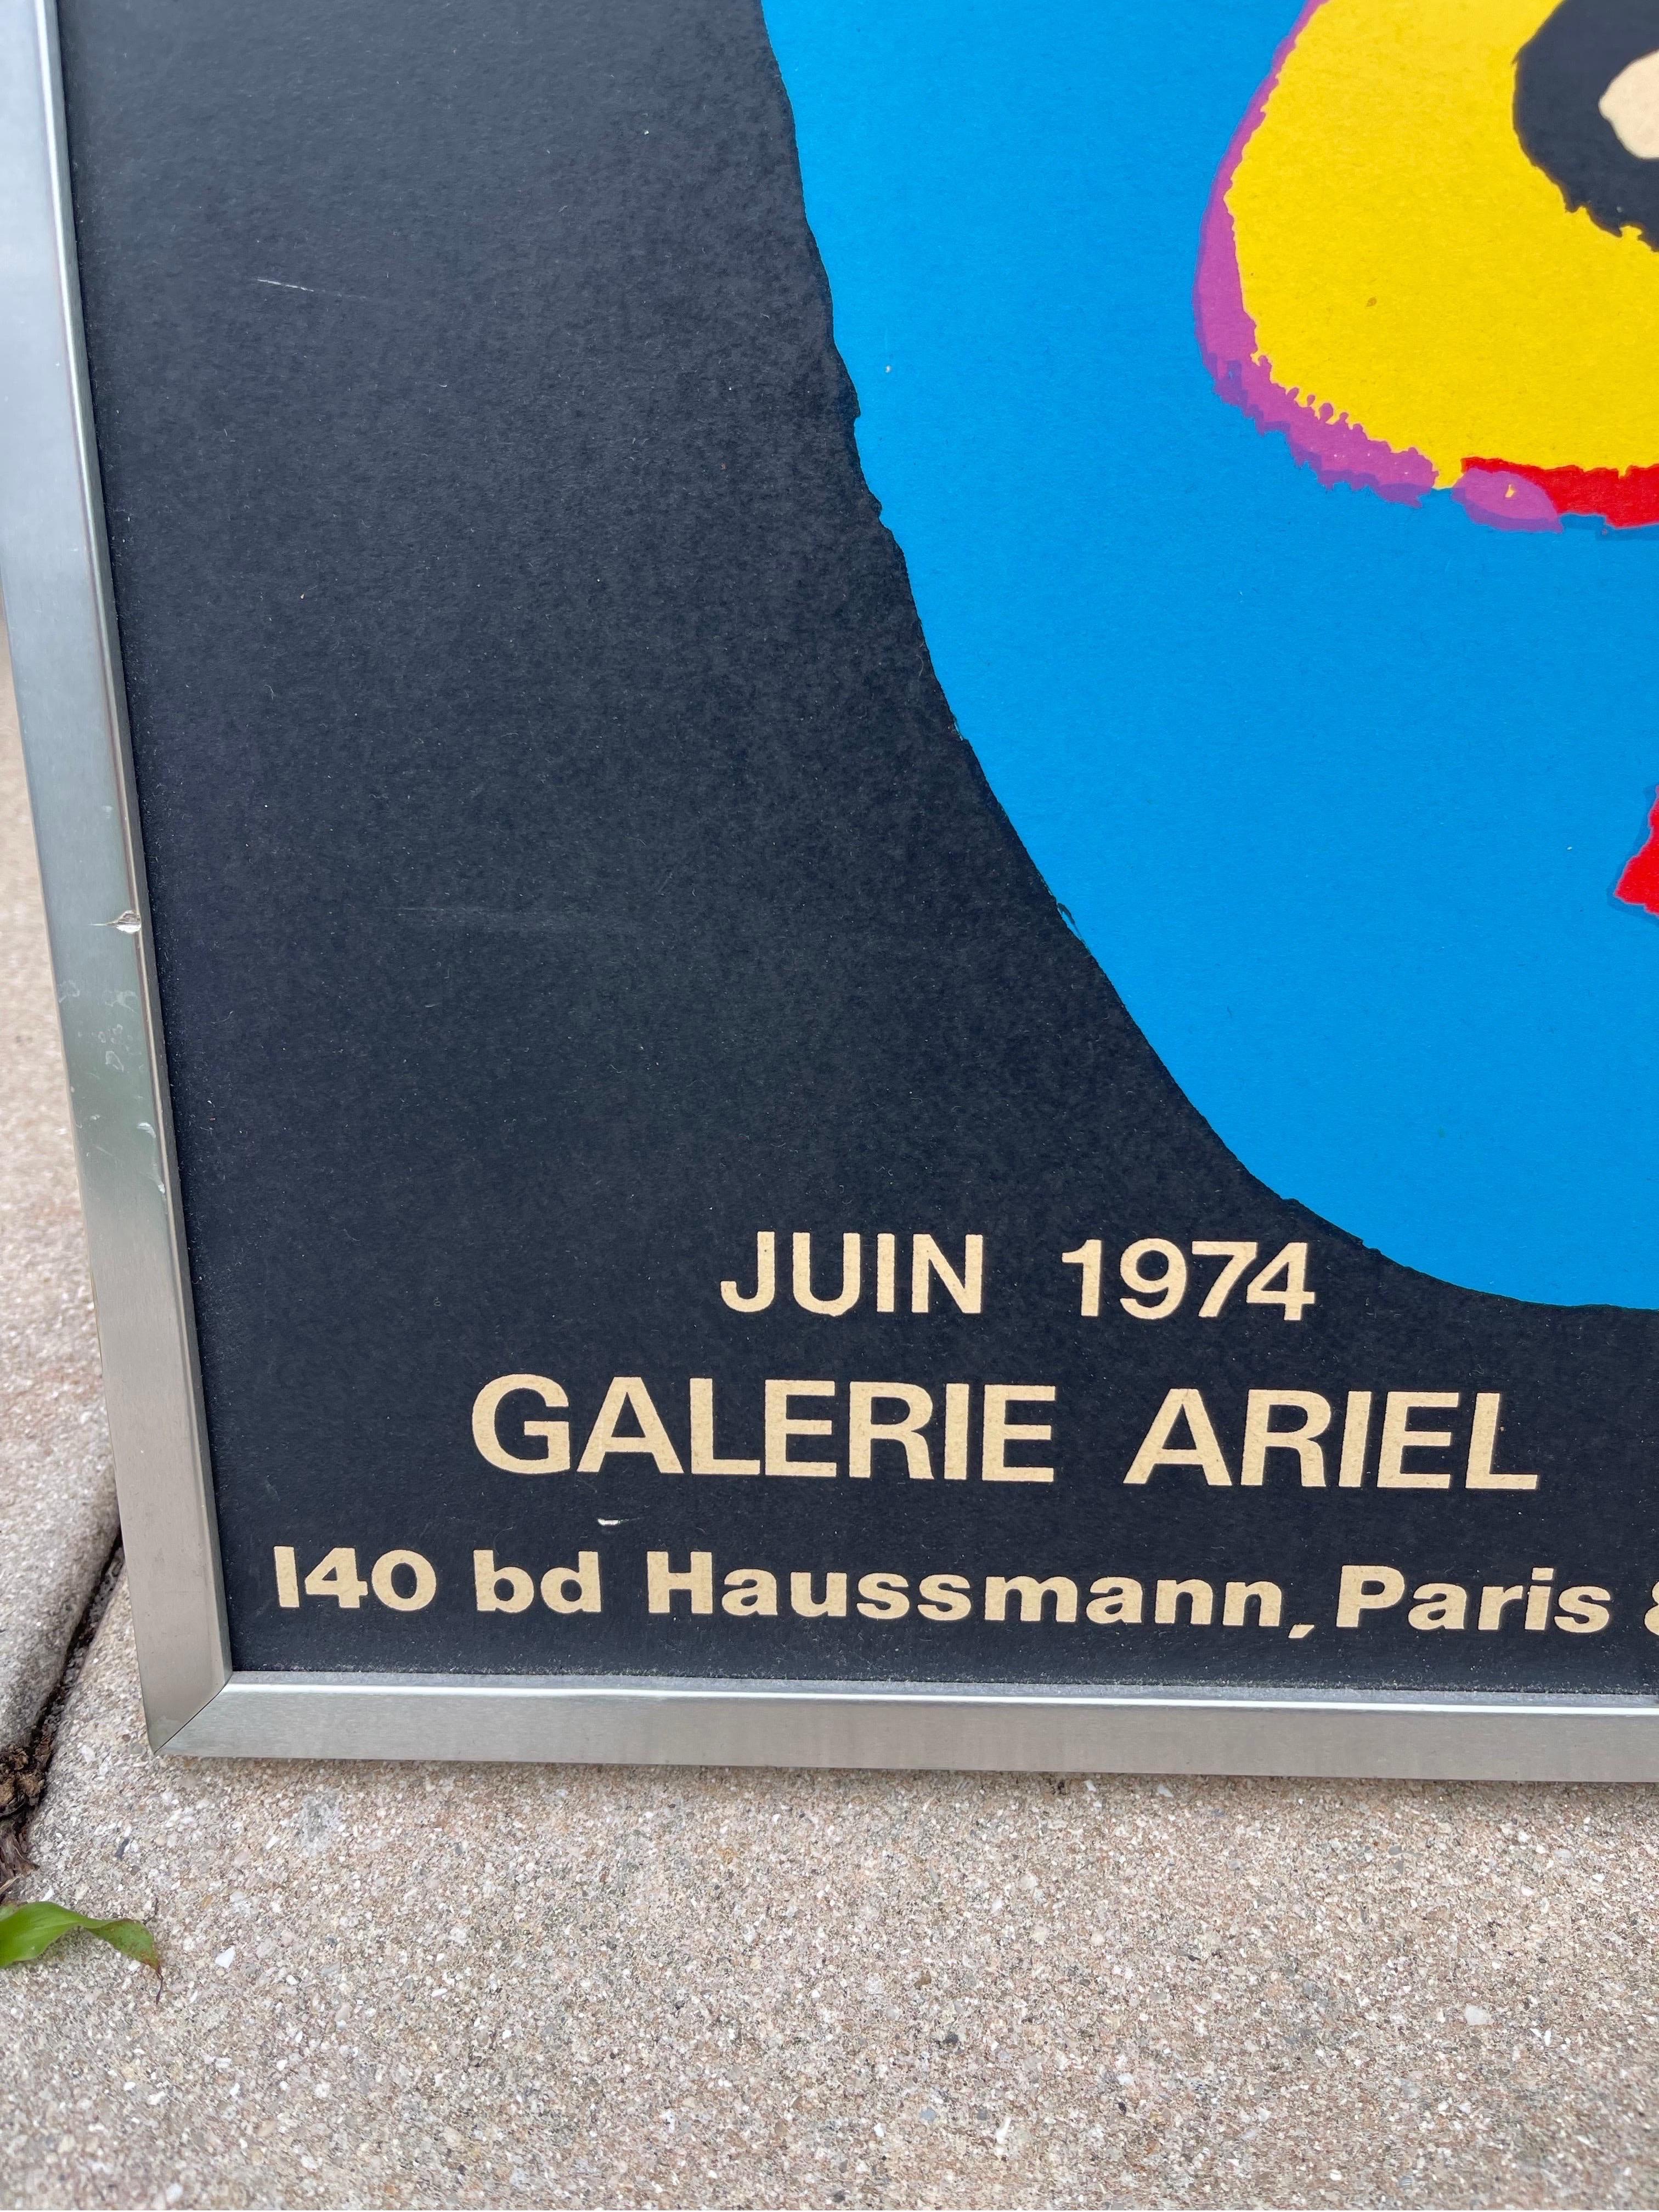 JUIN 1974
GALERIE ARIEL
140 bd Haussmann, Paris